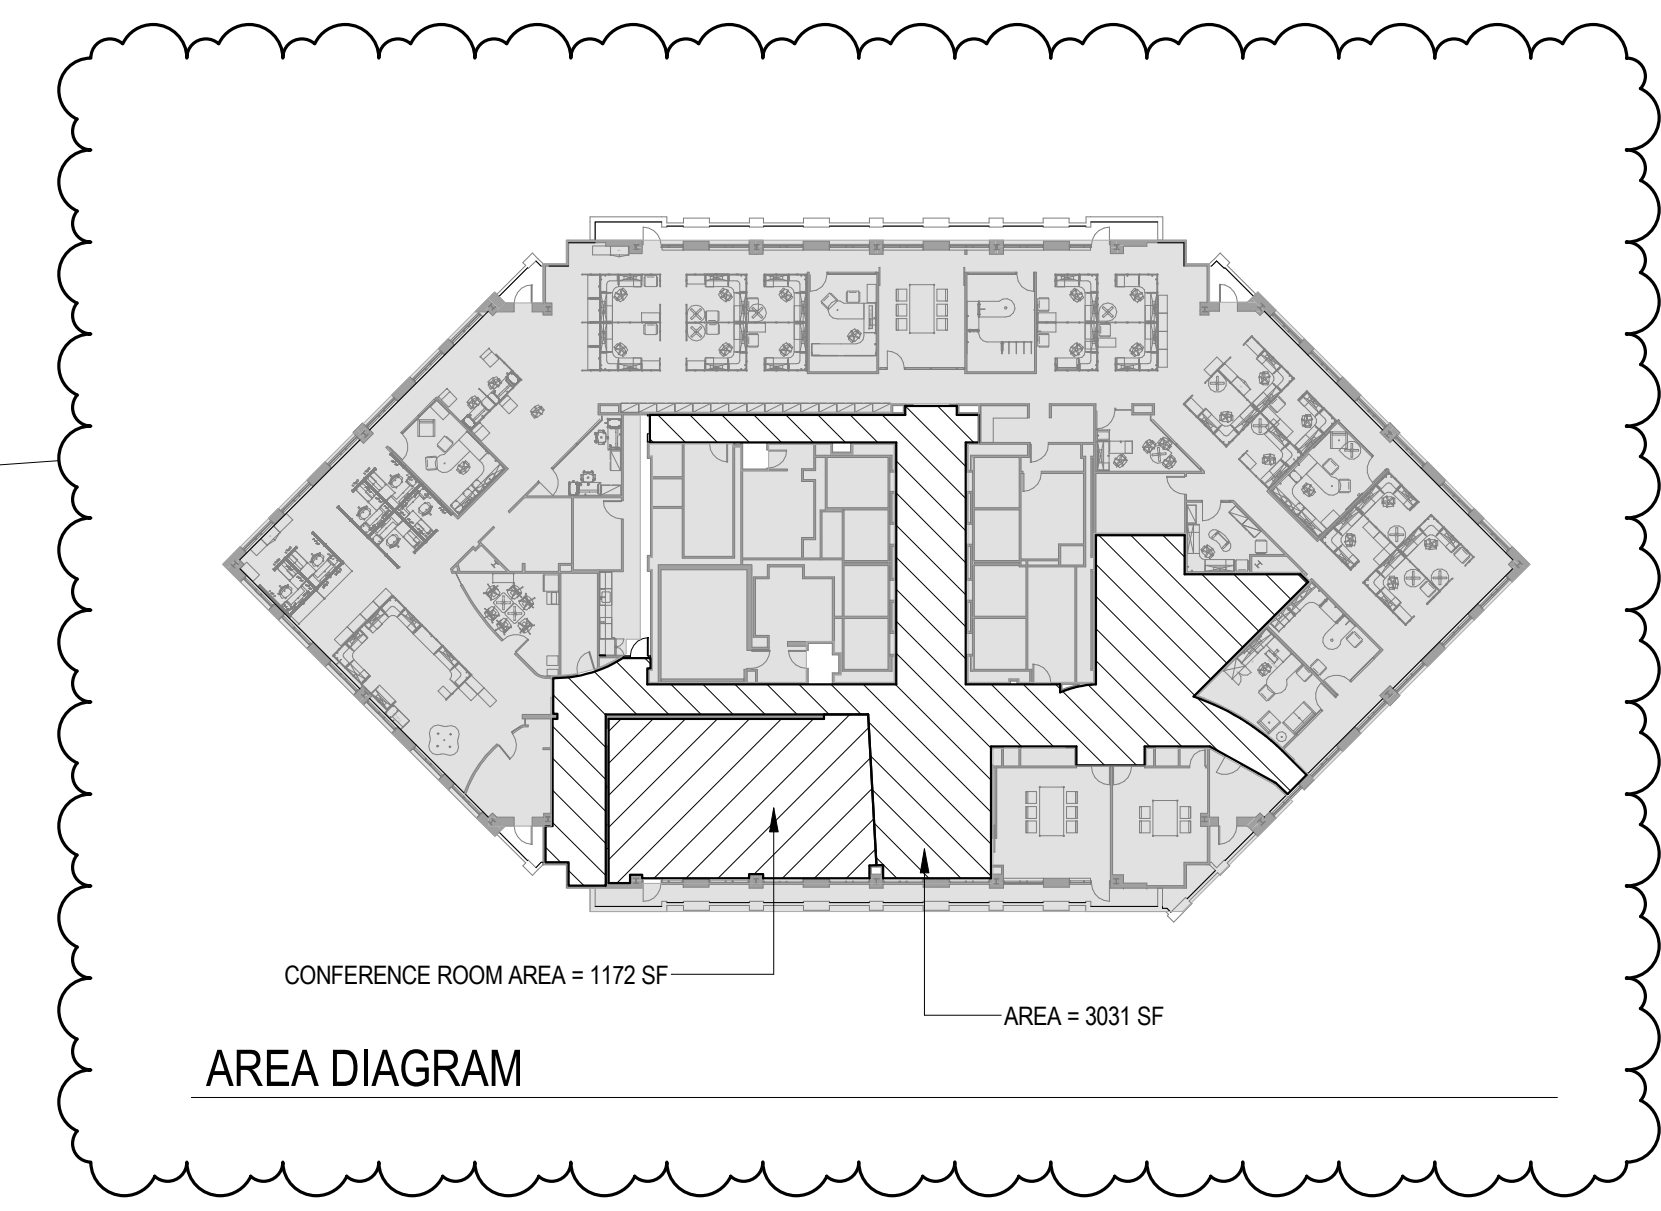 CONFERENCE ROOM AREA = 1172 SF
AREA = 3031 SF
AREA DIAGRAM